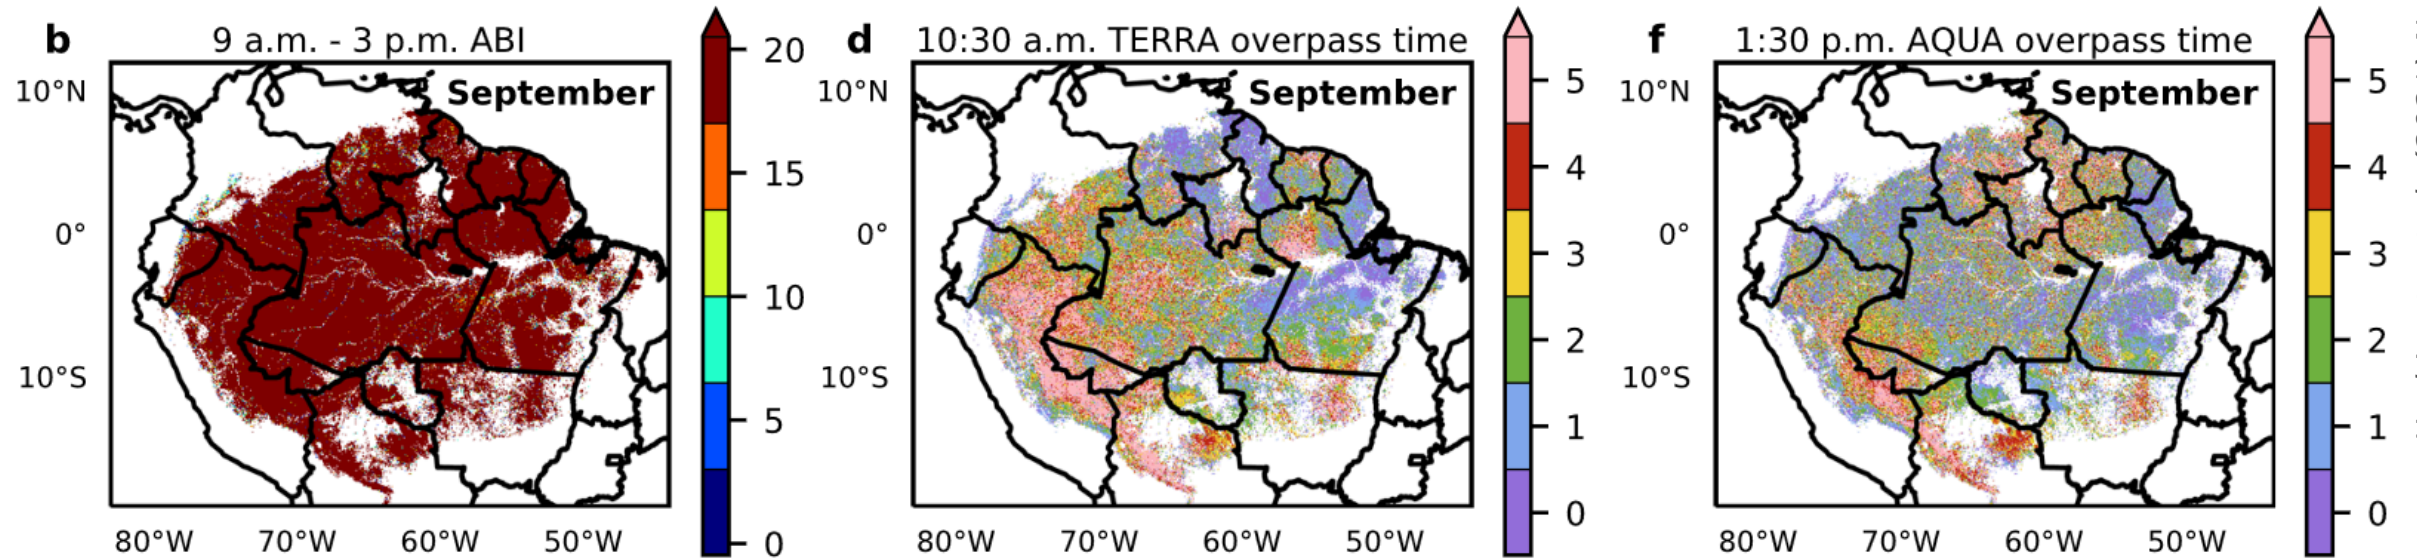 b 9 a.m. - 3 p.m. ABI
September
10°N
0°
10°S
80°W 70°W 60°W 50°W
20
15
10
5
0
d 10:30 a.m. TERRA overpass time
September
10°N
0°
10°S
80°W 70°W 60°W 50°W
5
4
3
2
1
0
f 1:30 p.m. AQUA overpass time
September
10°N
0°
10°S
80°W 70°W 60°W 50°W
5
4
3
2
1
0